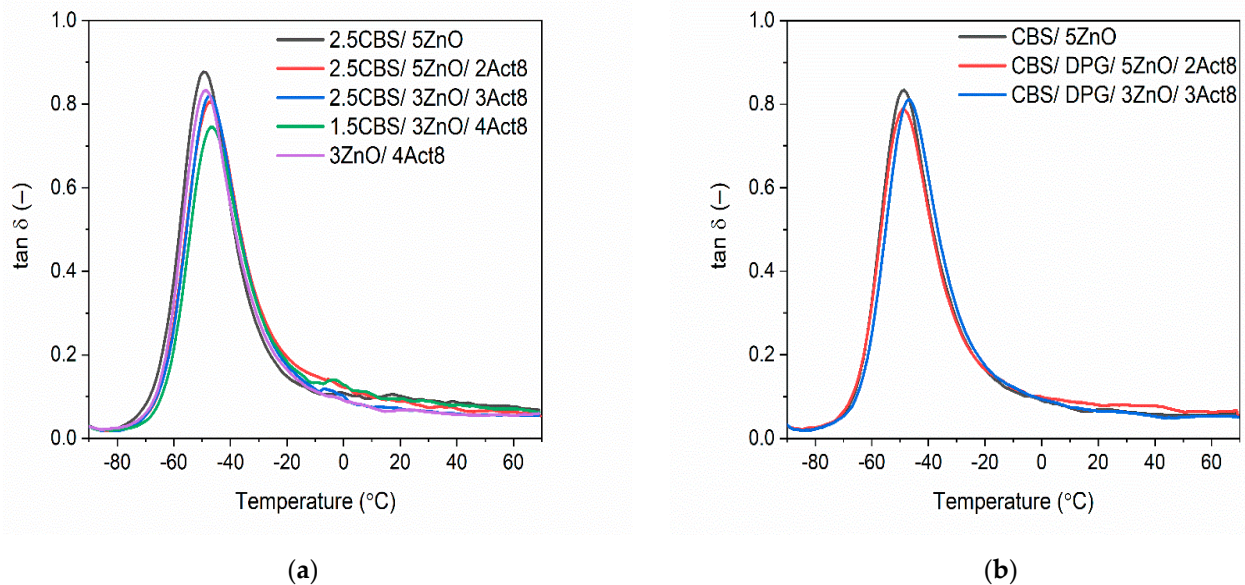 1.0
0.8
0.6
0.4
0.2
0.0
tan δ (–)
2.5CBS/ 5ZnO
2.5CBS/ 5ZnO/ 2Act8
2.5CBS/ 3ZnO/ 3Act8
1.5CBS/ 3ZnO/ 4Act8
3ZnO/ 4Act8
-80 -60 -40 -20 0 20 40 60
Temperature (°C)
(a)
1.0
0.8
0.6
0.4
0.2
0.0
tan δ (–)
CBS/ 5ZnO
CBS/ DPG/ 5ZnO/ 2Act8
CBS/ DPG/ 3ZnO/ 3Act8
-80 -60 -40 -20 0 20 40 60
Temperature (°C)
(b)